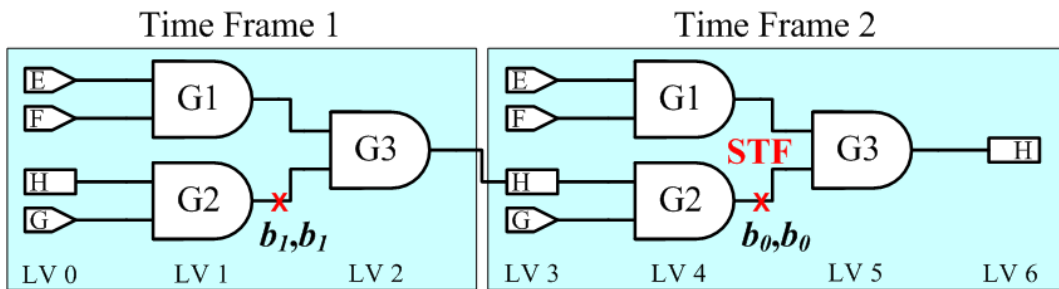 Time Frame 1 Time Frame 2
E G1 E G1
F F
G3 STF G3 H
H G2 H G2
G G
b1,b1 b0,b0
LV 0 LV 1 LV 2 LV 3 LV 4 LV 5 LV 6